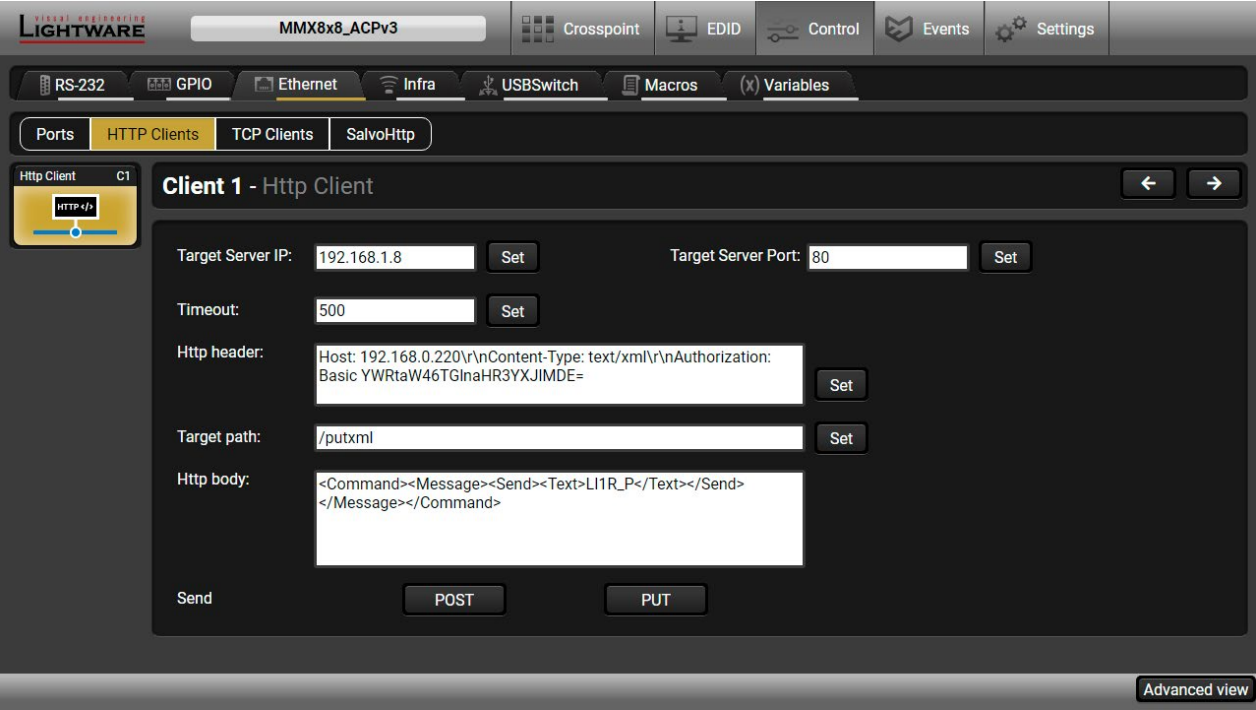 visual engineering
LIGHTWARE
MMX8x8_ACPv3
Crosspoint
EDID
Control
Events
Settings
RS-232
GPIO
Ethernet
Infra
USBSwitch
Macros
(x) Variables
Ports
HTTP Clients
TCP Clients
SalvoHttp
Http Client C1
HTTP </>
Client 1 - Http Client
Target Server IP: 192.168.1.8 Set
Target Server Port: 80 Set
Timeout: 500 Set
Http header:
Host: 192.168.0.220\r\nContent-Type: text/xml\r\nAuthorization:
Basic YWRtaW46TGlnaHR3YXJlMDE=
Set
Target path: /putxml Set
Http body:
<Command><Message><Send><Text>LI1R_P</Text></Send>
</Message></Command>
Send POST PUT
Advanced view